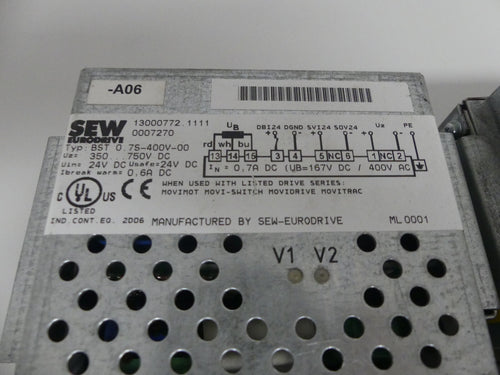 -A06
SEW
EURODRIVE
13000772.1111
0007270
Typ: BST 0.7S-400V-00
Uz= 350...750V DC
Uin= 24V DC Usafe=24V DC
Ibreak wars= 0.6A DC
UB
rd wh bu
DBI24 DGND 5VI24 SOV24 Uz PE
13 14 15 3 4 5 NC 6 1 NC 2
IN = 0.7A DC (UB=167V DC / 400V AC
C UL US
LISTED
CE
WHEN USED WITH LISTED DRIVE SERIES:
MOVIMOT MOVI-SWITCH MOVIDRIVE MOVITRAC
IND CONT.EQ. 2D06 MANUFACTURED BY SEW-EURODRIVE ML0001
V1 V2